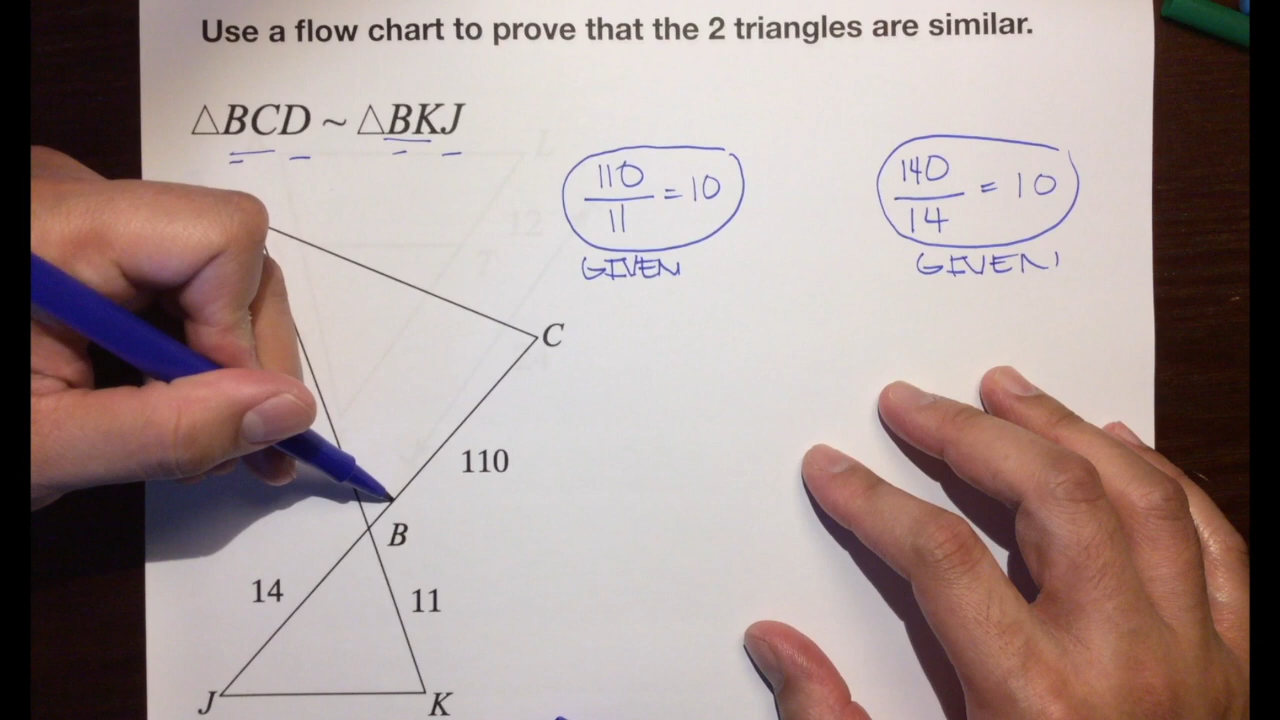 Use a flow chart to prove that the 2 triangles are similar.
△BCD ~ △BKJ
110/11 = 10
140/14 = 10
GIVEN
GIVEN
L
12
T
C
110
B
14
11
J
K